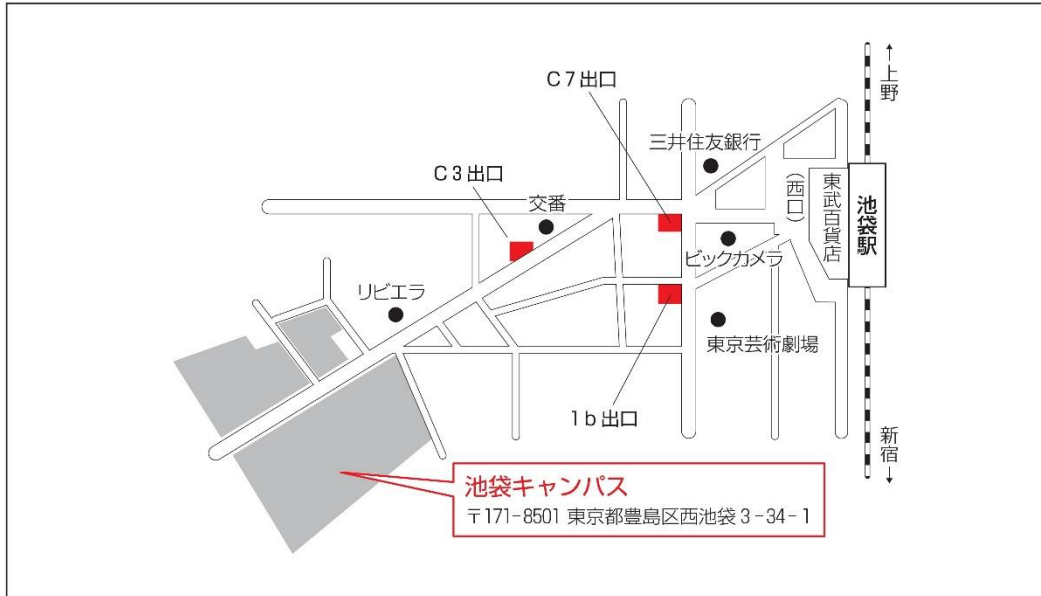 C7出口
↑上野
三井住友銀行
C3出口
交番
(西口)
東武百貨店
池袋駅
ビックカメラ
リビエラ
東京芸術劇場
1b出口
新宿↓
池袋キャンパス
〒171-8501 東京都豊島区西池袋3-34-1